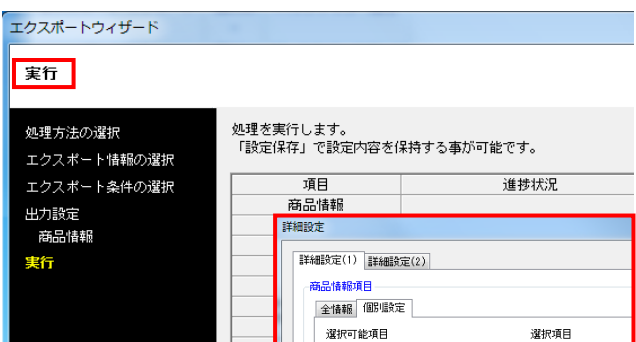 エクスポートウィザード
実行
処理方法の選択
エクスポート情報の選択
エクスポート条件の選択
出力設定
商品情報
実行
処理を実行します。
「設定保存」で設定内容を保持する事が可能です。
項目 進捗状況
商品情報
詳細設定
詳細設定(1) 詳細設定(2)
商品情報項目
全情報 個別設定
選択可能項目 選択項目